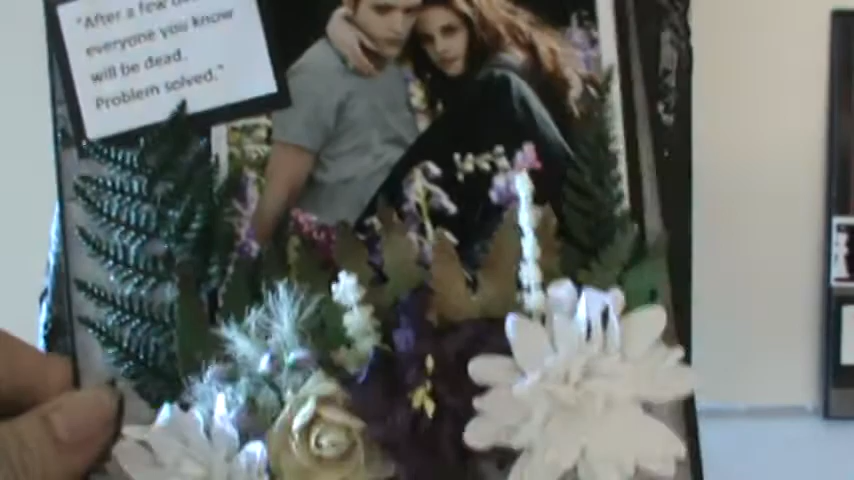 "After a few
everyone you know
will be dead.
Problem solved."